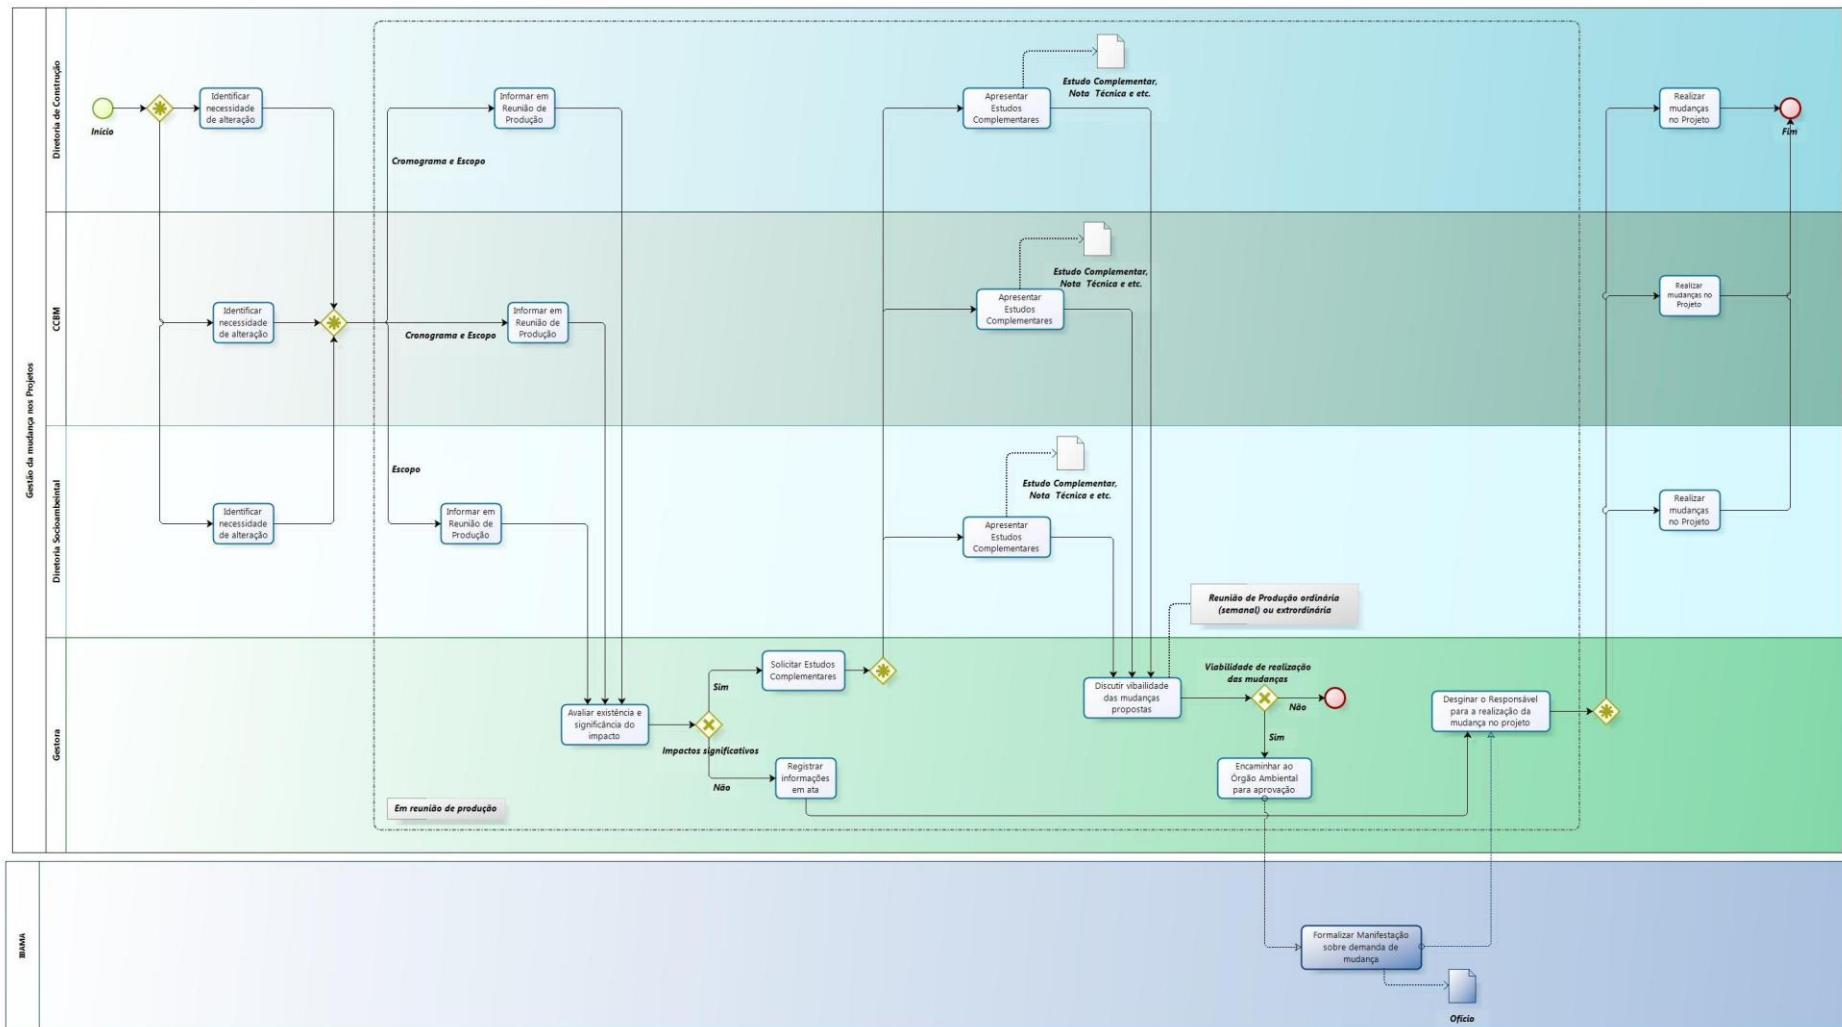 Gestão da mudança nos Projetos
Diretoria de Construção
Início
Identificar
necessidade
de alteração
Informar em
Reunião de
Produção
Cromograma e Escopo
Apresentar
Estudos
Complementares
Estudo Complementar,
Nota Técnica e etc.
Realizar
mudanças
no Projeto
Fim
CCBM
Identificar
necessidade
de alteração
Cronograma e Escopo
Informar em
Reunião de
Produção
Apresentar
Estudos
Complementares
Estudo Complementar,
Nota Técnica e etc.
Realizar
mudanças no
Projeto
Diretoria Socioambeintal
Identificar
necessidade
de alteração
Escopo
Informar em
Reunião de
Produção
Apresentar
Estudos
Complementares
Estudo Complementar,
Nota Técnica e etc.
Reunião de Produção ordinária
(semanal) ou extrordinária
Realizar
mudanças
no Projeto
Gestora
Em reunião de produção
Avaliar existência e
significância do
impacto
Impactos significativos
Sim
Não
Solicitar Estudos
Complementares
Registrar
informações
em ata
Discutir vibailidade
das mudanças
propostas
Viabilidade de realização
das mudanças
Não
Sim
Encaminhar ao
Órgão Ambiental
para aprovação
Desginar o Responsável
para a realização da
mudança no projeto
IBAMA
Formalizar Manifestação
sobre demanda de
mudança
Ofício